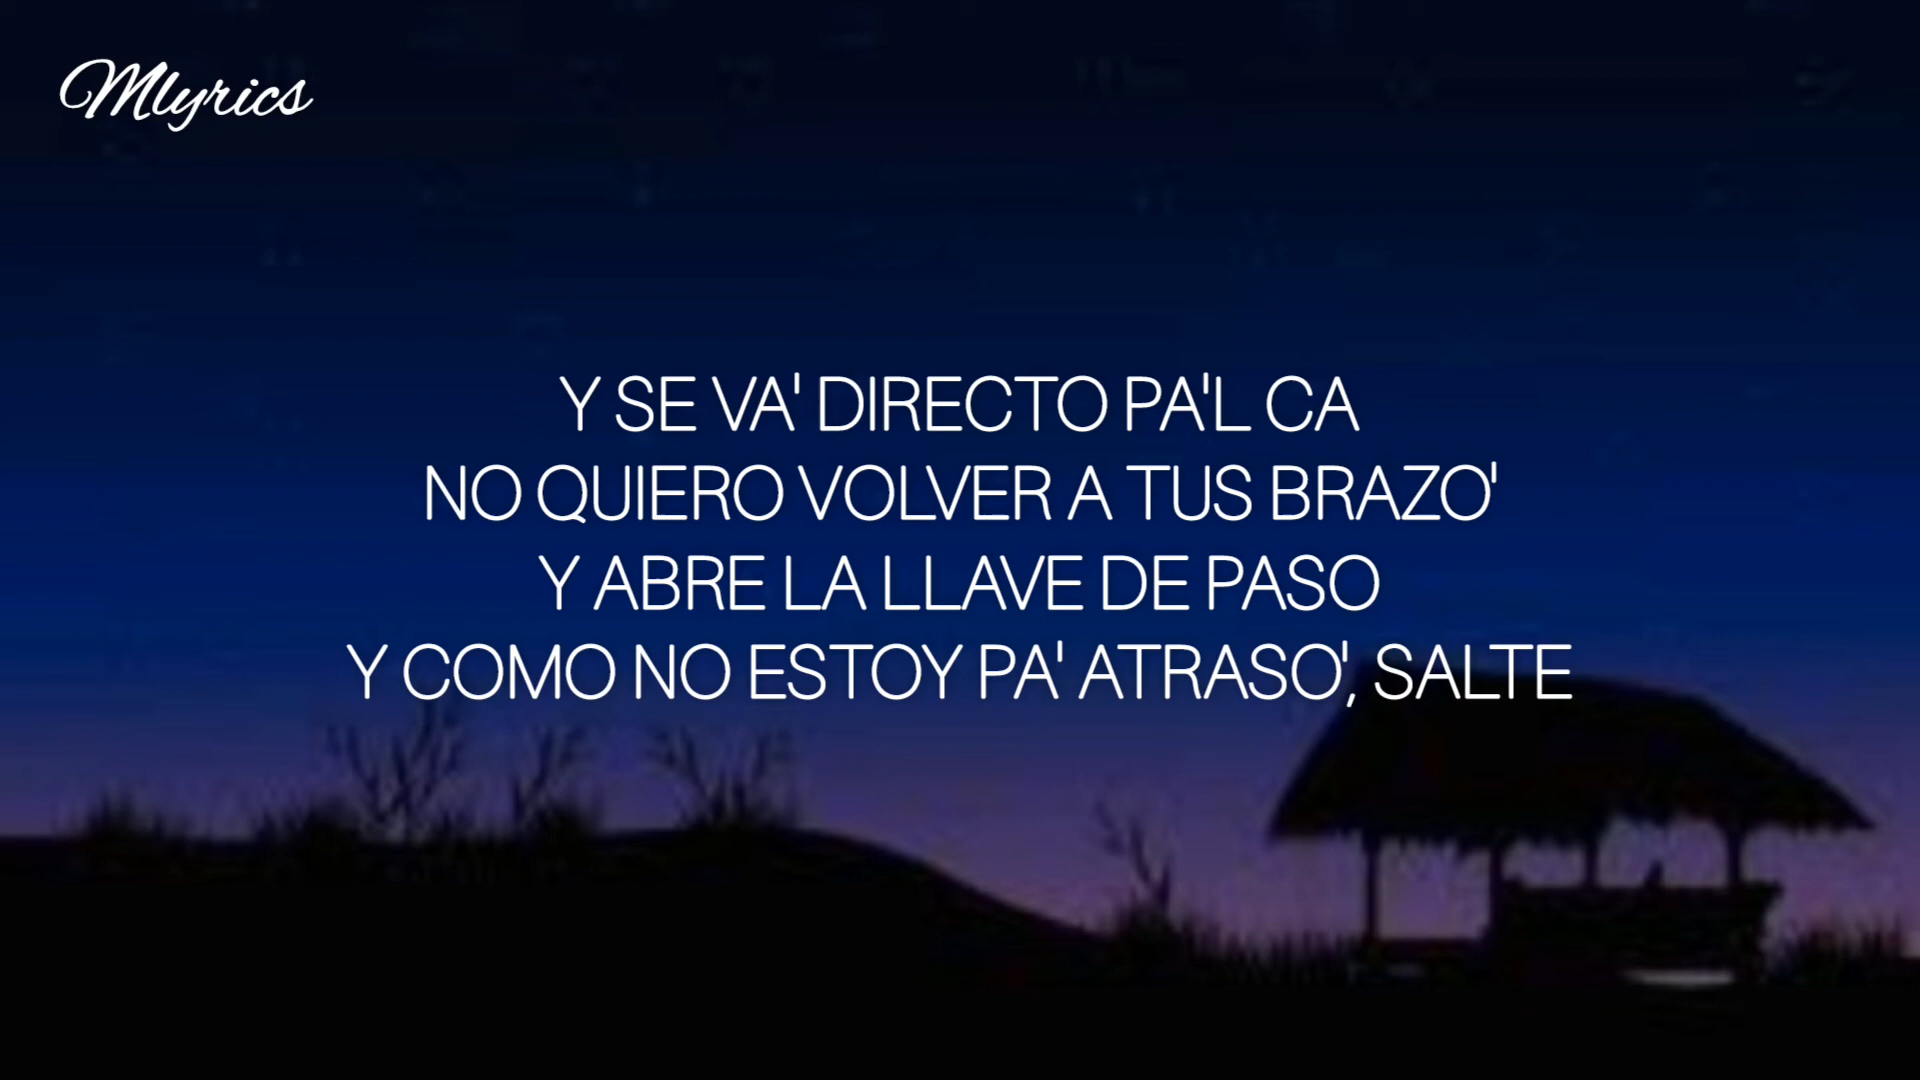 Mlyrics
Y SE VA' DIRECTO PA'L CA
NO QUIERO VOLVER A TUS BRAZO'
Y ABRE LA LLAVE DE PASO
Y COMO NO ESTOY PA' ATRASO', SALTE